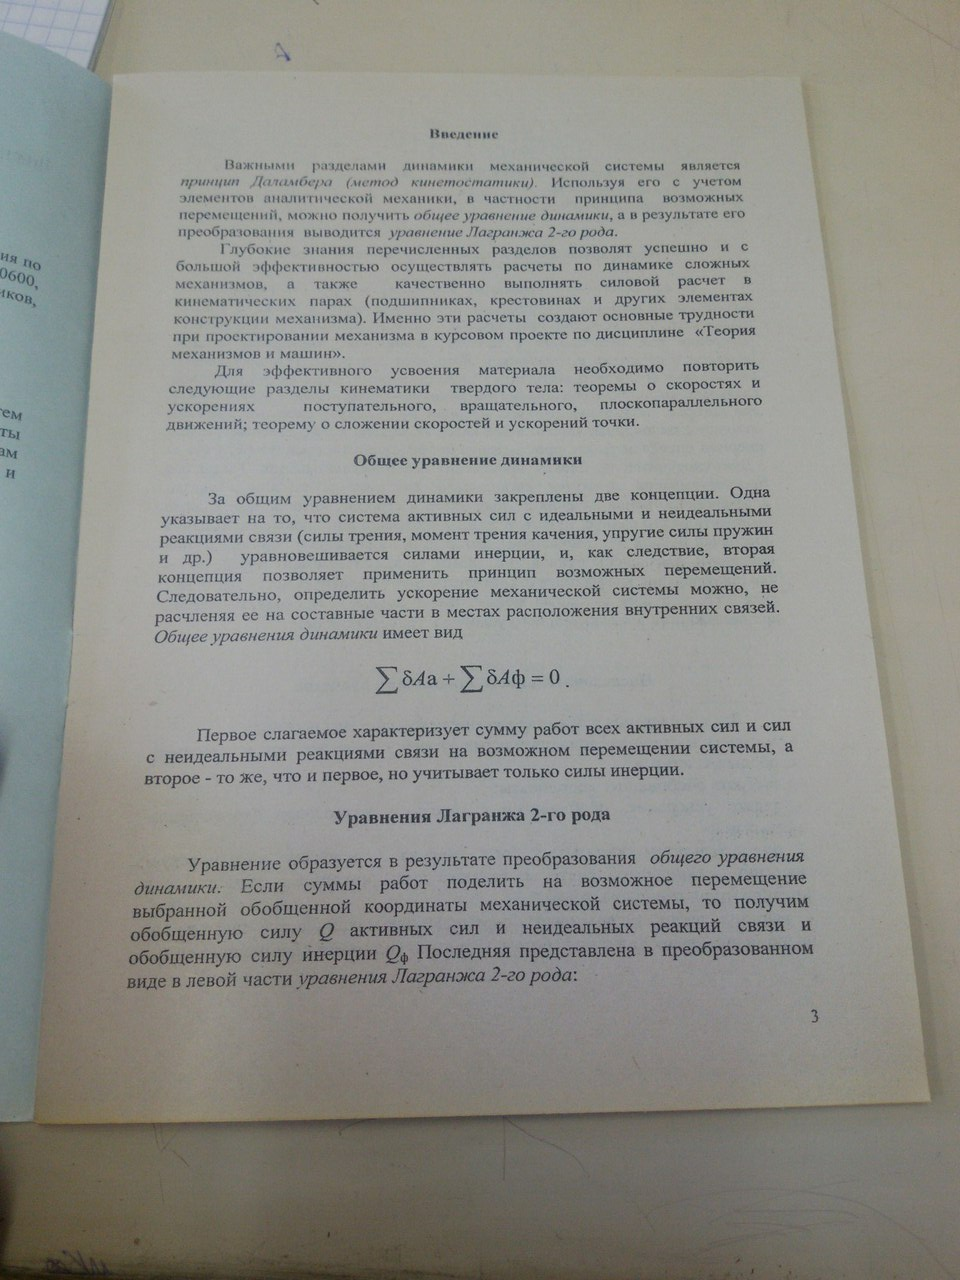 ия по
0600,
иков,
тем
ты
ам
и
Введение
Важными разделами динамики механической системы является
принцип Даламбера (метод кинетостатики). Используя его с учетом
элементов аналитической механики, в частности принципа возможных
перемещений, можно получить общее уравнение динамики, а в результате его
преобразования выводится уравнение Лагранжа 2-го рода.
Глубокие знания перечисленных разделов позволят успешно и с
большой эффективностью осуществлять расчеты по динамике сложных
механизмов, а также качественно выполнять силовой расчет в
кинематических парах (подшипниках, крестовинах и других элементах
конструкции механизма). Именно эти расчеты создают основные трудности
при проектировании механизма в курсовом проекте по дисциплине «Теория
механизмов и машин».
Для эффективного усвоения материала необходимо повторить
следующие разделы кинематики твердого тела: теоремы о скоростях и
ускорениях поступательного, вращательного, плоскопараллельного
движений; теорему о сложении скоростей и ускорений точки.
Общее уравнение динамики
За общим уравнением динамики закреплены две концепции. Одна
указывает на то, что система активных сил с идеальными и неидеальными
реакциями связи (силы трения, момент трения качения, упругие силы пружин
и др.) уравновешивается силами инерции, и, как следствие, вторая
концепция позволяет применить принцип возможных перемещений.
Следовательно, определить ускорение механической системы можно, не
расчленяя ее на составные части в местах расположения внутренних связей.
Общее уравнения динамики имеет вид
∑δAа + ∑δAф = 0 .
Первое слагаемое характеризует сумму работ всех активных сил и сил
с неидеальными реакциями связи на возможном перемещении системы, а
второе - то же, что и первое, но учитывает только силы инерции.
Уравнения Лагранжа 2-го рода
Уравнение образуется в результате преобразования общего уравнения
динамики. Если суммы работ поделить на возможное перемещение
выбранной обобщенной координаты механической системы, то получим
обобщенную силу Q активных сил и неидеальных реакций связи и
обобщенную силу инерции Qф Последняя представлена в преобразованном
виде в левой части уравнения Лагранжа 2-го рода:
3